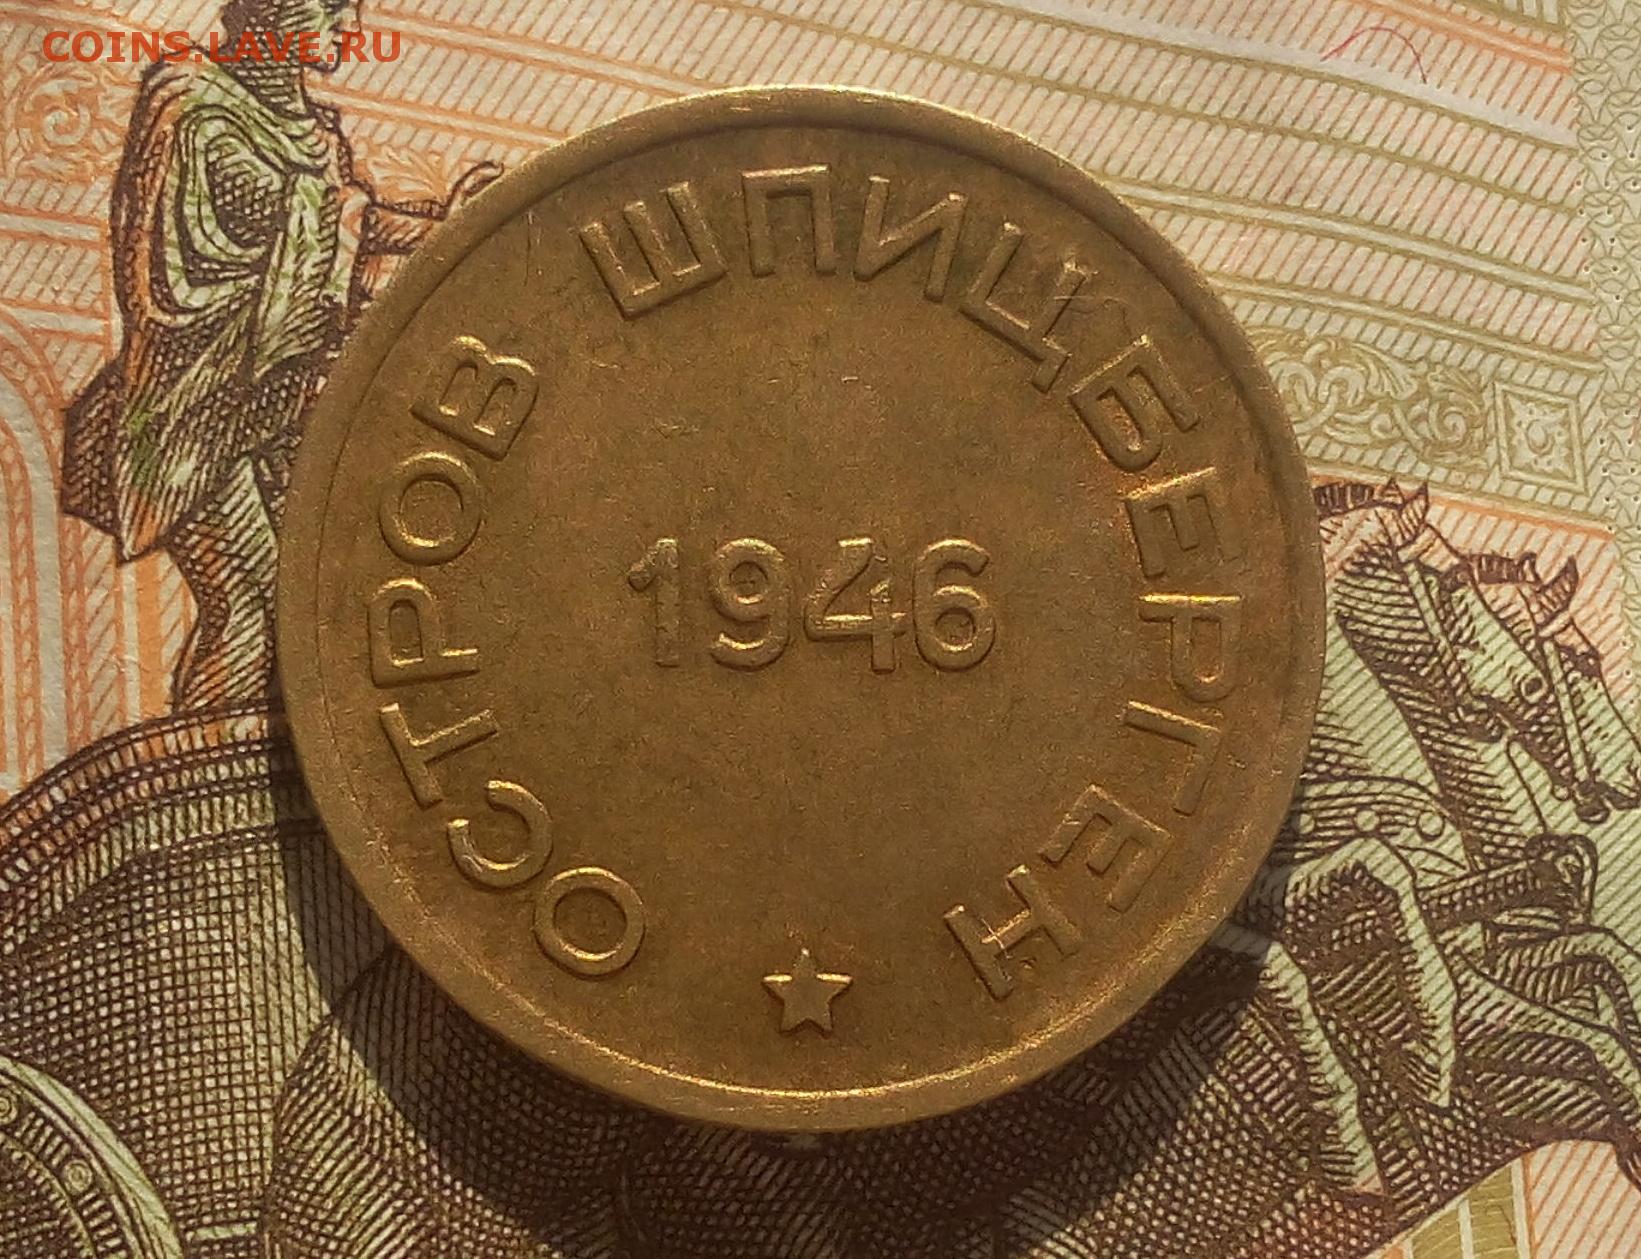 COINS.LAVE.RU
ОСТРОВ ШПИЦБЕРГЕН
1946